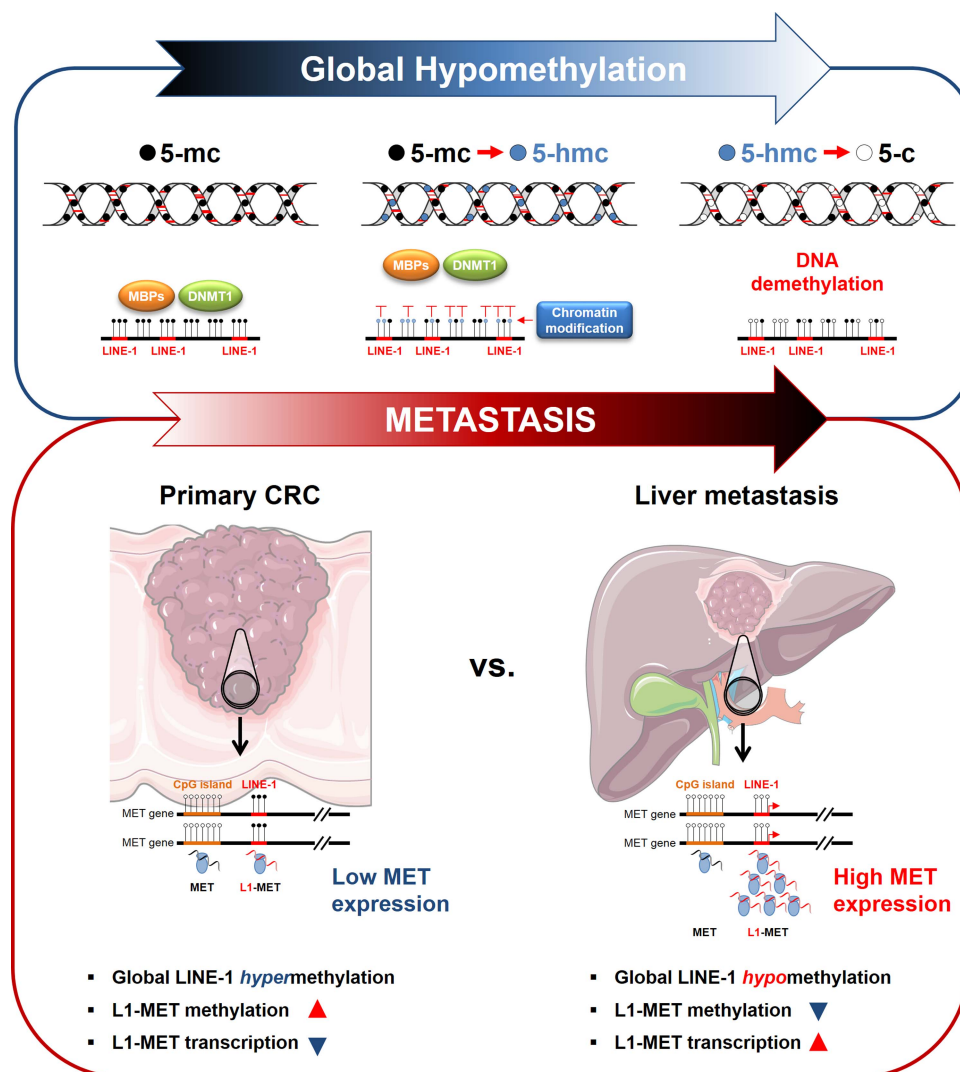 Global Hypomethylation
5-mc
5-mc 5-hmc
5-hmc 5-c
MBPs DNMT1
LINE-1 LINE-1 LINE-1
MBPs DNMT1
Chromatin
modification
LINE-1 LINE-1 LINE-1
DNA
demethylation
LINE-1 LINE-1 LINE-1
METASTASIS
Primary CRC
CpG island LINE-1
MET gene
MET gene
MET L1-MET
Low MET
expression
▪ Global LINE-1 hypermethylation
▪ L1-MET methylation
▪ L1-MET transcription
vs.
Liver metastasis
CpG island LINE-1
MET gene
MET gene
MET L1-MET
High MET
expression
▪ Global LINE-1 hypomethylation
▪ L1-MET methylation
▪ L1-MET transcription